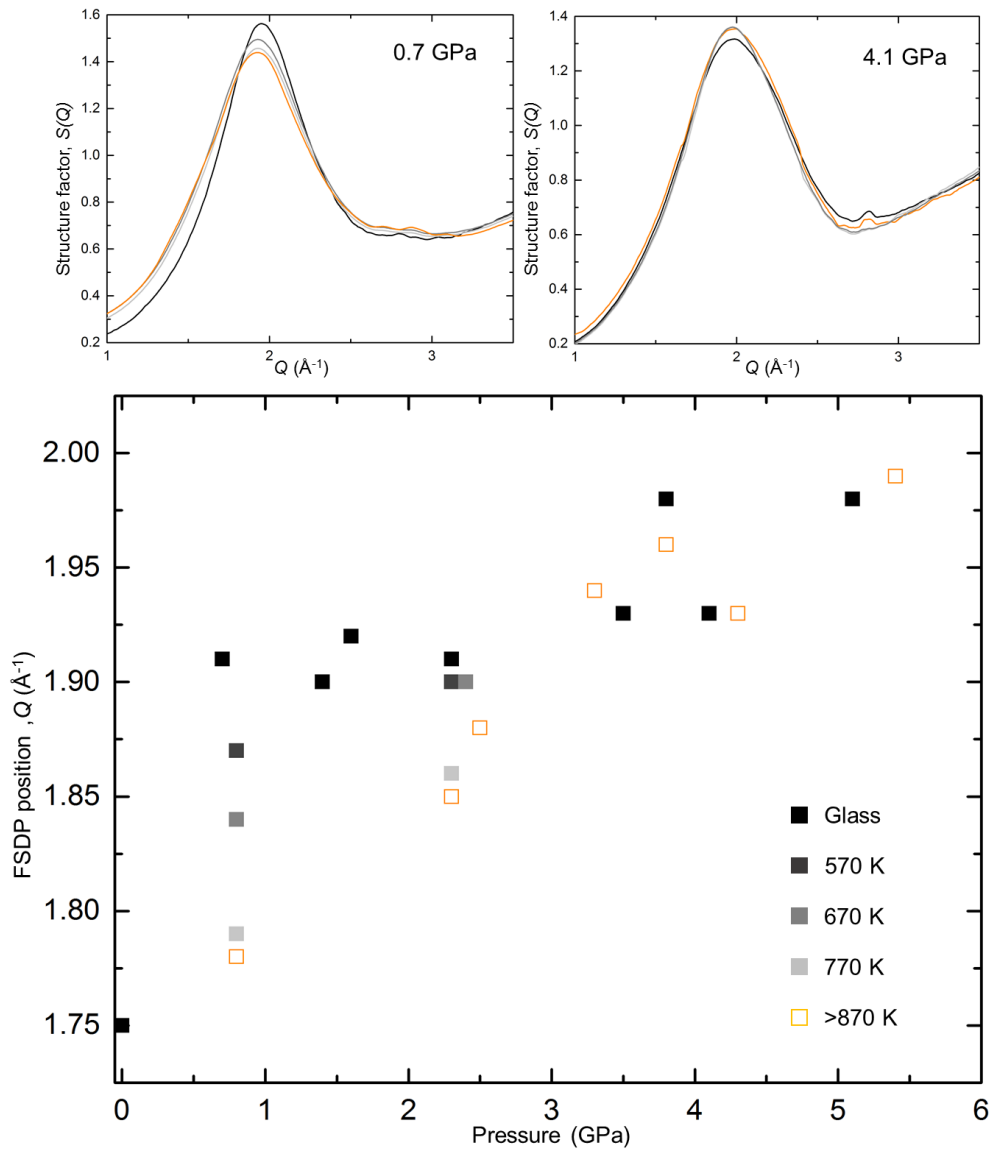 0.7 GPa
Structure factor, S(Q)
1.6
1.4
1.2
1.0
0.8
0.6
0.4
0.2
1
2
3
Q (Å-1)
4.1 GPa
Structure factor, S(Q)
1.4
1.2
1.0
0.8
0.6
0.4
0.2
1
2
3
Q (Å-1)
FSDP position , Q (Å-1)
2.00
1.95
1.90
1.85
1.80
1.75
Glass
570 K
670 K
770 K
>870 K
0
1
2
3
4
5
6
Pressure (GPa)